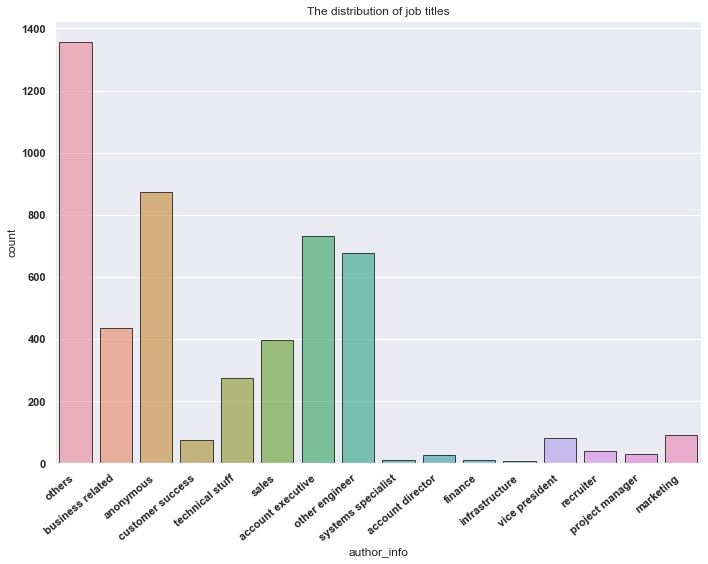 The distribution of job titles
1400
1200
1000
800
600
400
200
0
count
others
business related
anonymous
customer success
technical stuff
sales
account executive
other engineer
systems specialist
account director
finance
infrastructure
vice president
recruiter
project manager
marketing
author_info